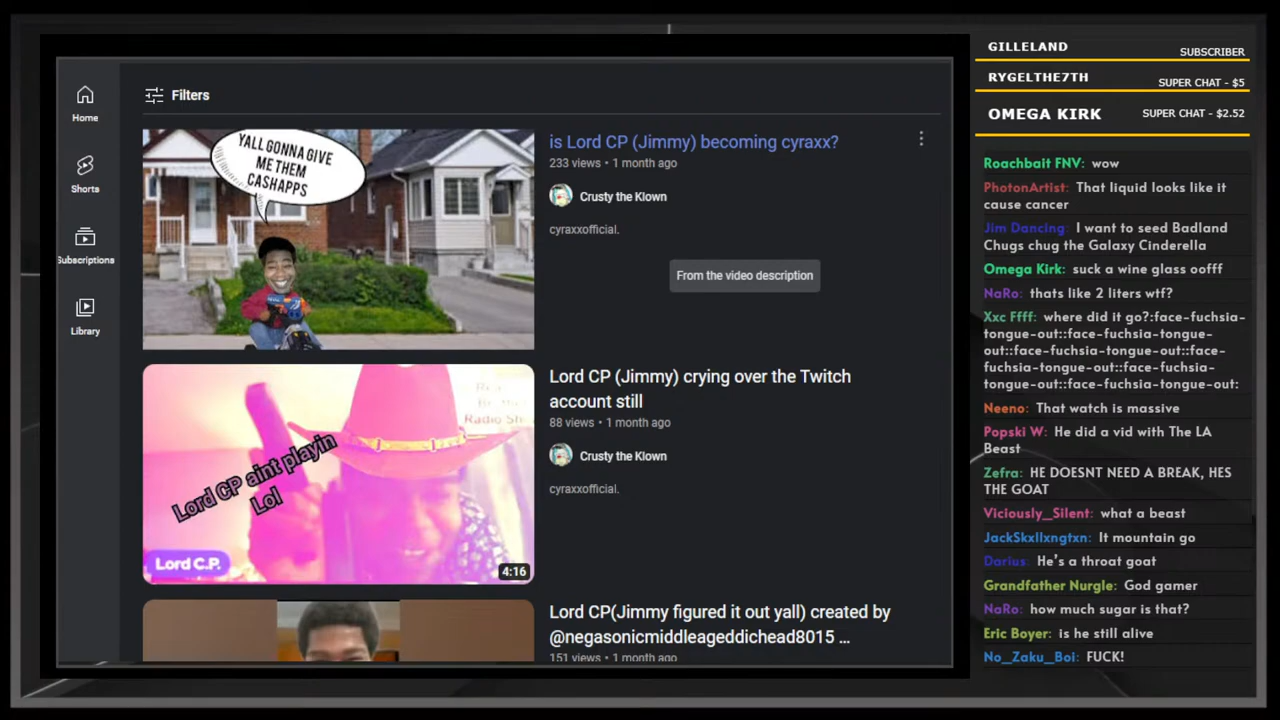 Home
Shorts
Subscriptions
Library
Filters
YALL GONNA GIVE
ME THEM
CASHAPPS
is Lord CP (Jimmy) becoming cyraxx?
233 views • 1 month ago
Crusty the Klown
cyraxxofficial.
From the video description
Lord CP aint playin
Lol
Lord C.P.
4:16
Lord CP (Jimmy) crying over the Twitch
account still
88 views • 1 month ago
Crusty the Klown
cyraxxofficial.
Lord CP(Jimmy figured it out yall) created by
@negasonicmiddleageddichead8015 ...
151 views • 1 month ago
GILLELAND SUBSCRIBER
RYGELTHE7TH SUPER CHAT - $5
OMEGA KIRK SUPER CHAT - $2.52
Roachbait FNV: wow
PhotonArtist: That liquid looks like it
cause cancer
Jim Dancing: I want to seed Badland
Chugs chug the Galaxy Cinderella
Omega Kirk: suck a wine glass oofff
NaRo: thats like 2 liters wtf?
Xxc Ffff: where did it go?:face-fuchsia-
tongue-out::face-fuchsia-tongue-
out::face-fuchsia-tongue-out::face-
fuchsia-tongue-out::face-fuchsia-
tongue-out::face-fuchsia-tongue-out:
Neeno: That watch is massive
Popski W: He did a vid with The LA
Beast
Zefra: HE DOESNT NEED A BREAK, HES
THE GOAT
Viciously_Silent: what a beast
JackSkxllxngtxn: It mountain go
Darius: He's a throat goat
Grandfather Nurgle: God gamer
NaRo: how much sugar is that?
Eric Boyer: is he still alive
No_Zaku_Boi: FUCK!